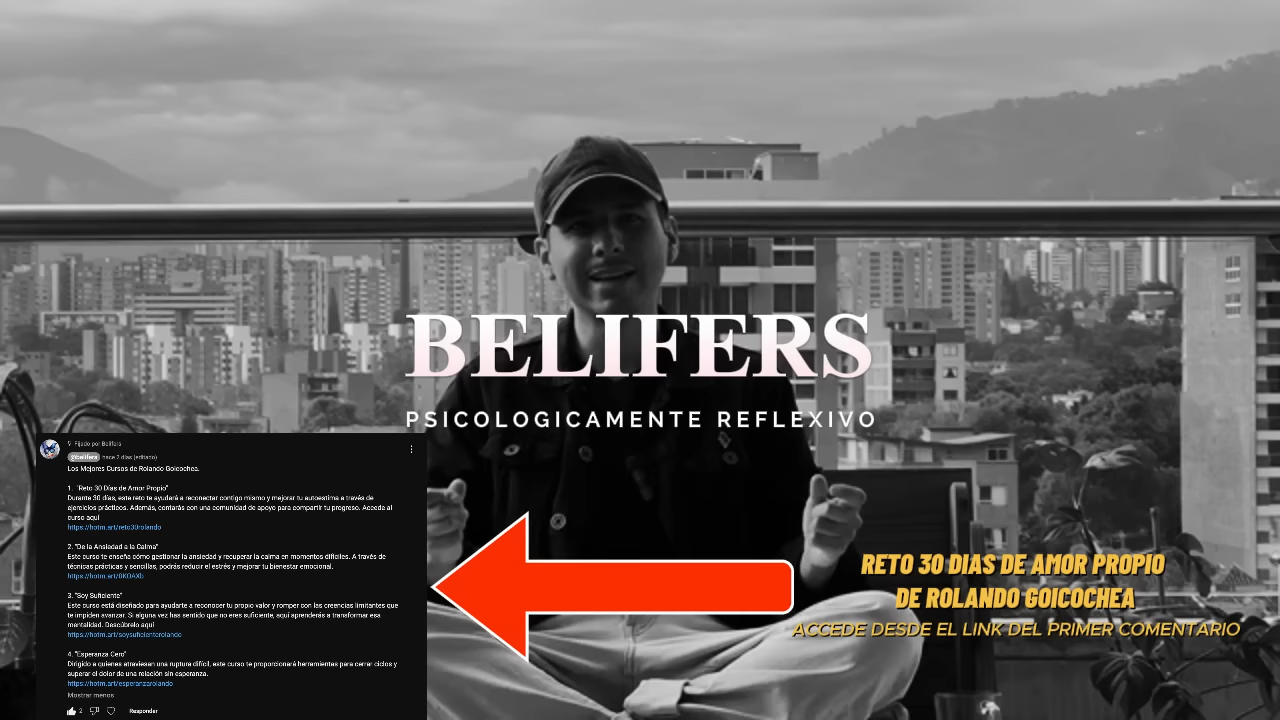 BELIFERS
PSICOLOGICAMENTE REFLEXIVO
Fijado por Belifers
@belifers hace 2 días (editado)
Los Mejores Cursos de Rolando Goicochea.
1. "Reto 30 Días de Amor Propio"
Durante 30 días, este reto te ayudará a reconectar contigo mismo y mejorar tu autoestima a través de
ejercicios prácticos. Además, contarás con una comunidad de apoyo para compartir tu progreso. Accede al
curso aquí
https://hotm.art/reto30rolando
2. "De la Ansiedad a la Calma"
Este curso te enseña cómo gestionar la ansiedad y recuperar la calma en momentos difíciles. A través de
técnicas prácticas y sencillas, podrás reducir el estrés y mejorar tu bienestar emocional.
https://hotm.art/0KOAXb
3. "Soy Suficiente"
Este curso está diseñado para ayudarte a reconocer tu propio valor y romper con las creencias limitantes que
te impiden avanzar. Si alguna vez has sentido que no eres suficiente, aquí aprenderás a transformar esa
mentalidad. Descúbrelo aquí
https://hotm.art/soysuficienterolando
4. "Esperanza Cero"
Dirigido a quienes atraviesan una ruptura difícil, este curso te proporcionará herramientas para cerrar ciclos y
superar el dolor de una relación sin esperanza.
https://hotm.art/esperanzarolando
Mostrar menos
2 Responder
RETO 30 DIAS DE AMOR PROPIO
DE ROLANDO GOICOCHEA
ACCEDE DESDE EL LINK DEL PRIMER COMENTARIO